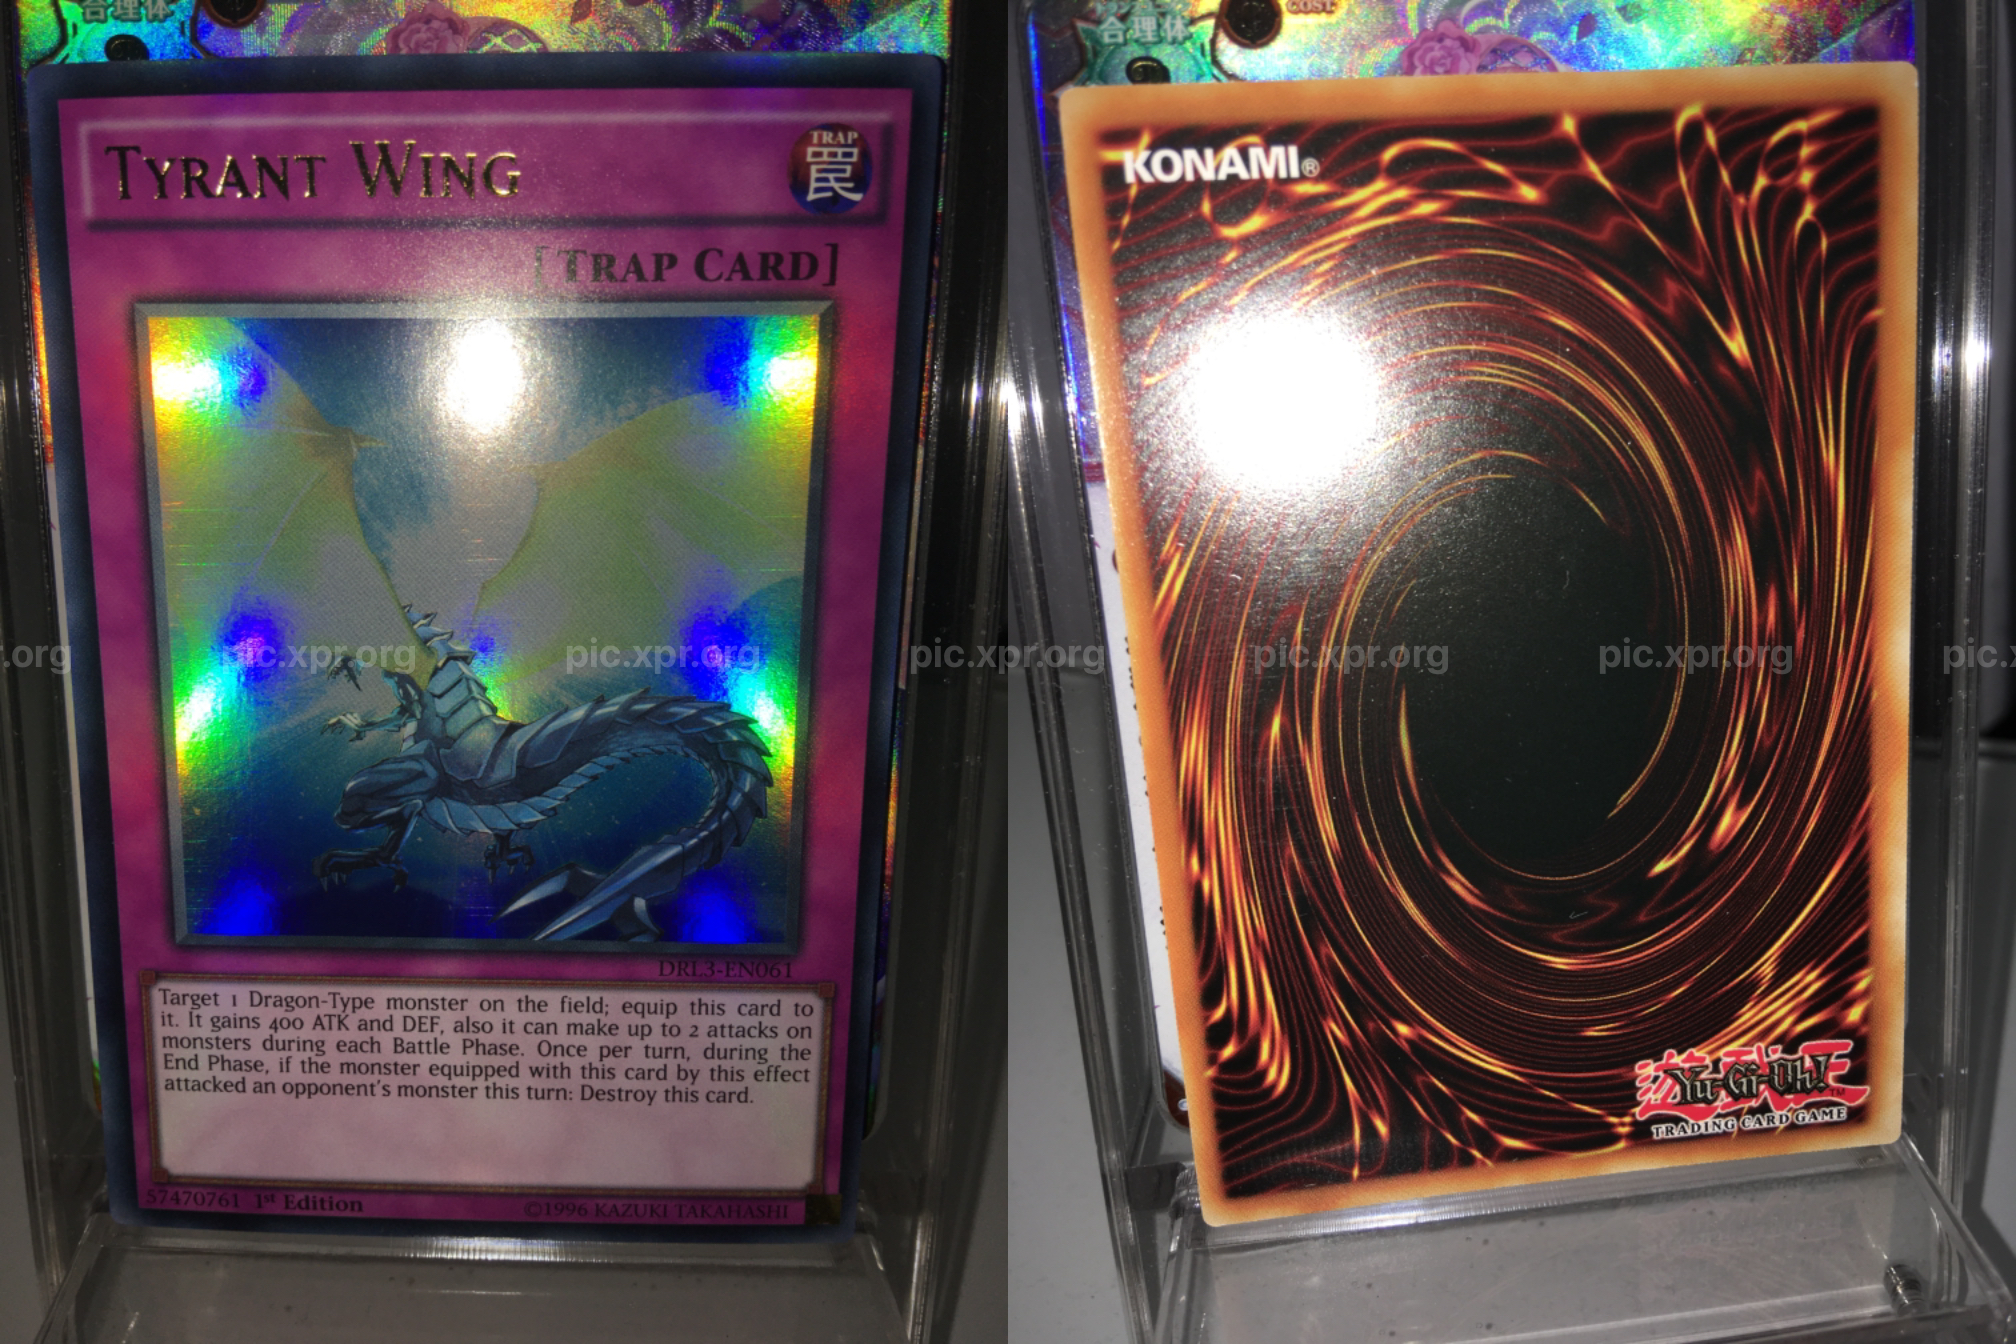 合理体
TYRANT WING
TRAP
罠
[TRAP CARD]
DRL3-EN061
Target 1 Dragon-Type monster on the field; equip this card to
it. It gains 400 ATK and DEF, also it can make up to 2 attacks on
monsters during each Battle Phase. Once per turn, during the
End Phase, if the monster equipped with this card by this effect
attacked an opponent's monster this turn: Destroy this card.
57470761 1st Edition
©1996 KAZUKI TAKAHASHI
合理体
COST
KONAMI®
遊戯王
Yu-Gi-Oh!
TM
TRADING CARD GAME
.org pic.xpr.org pic.xpr.org pic.xpr.org pic.xpr.org pic.xpr.org pic.x